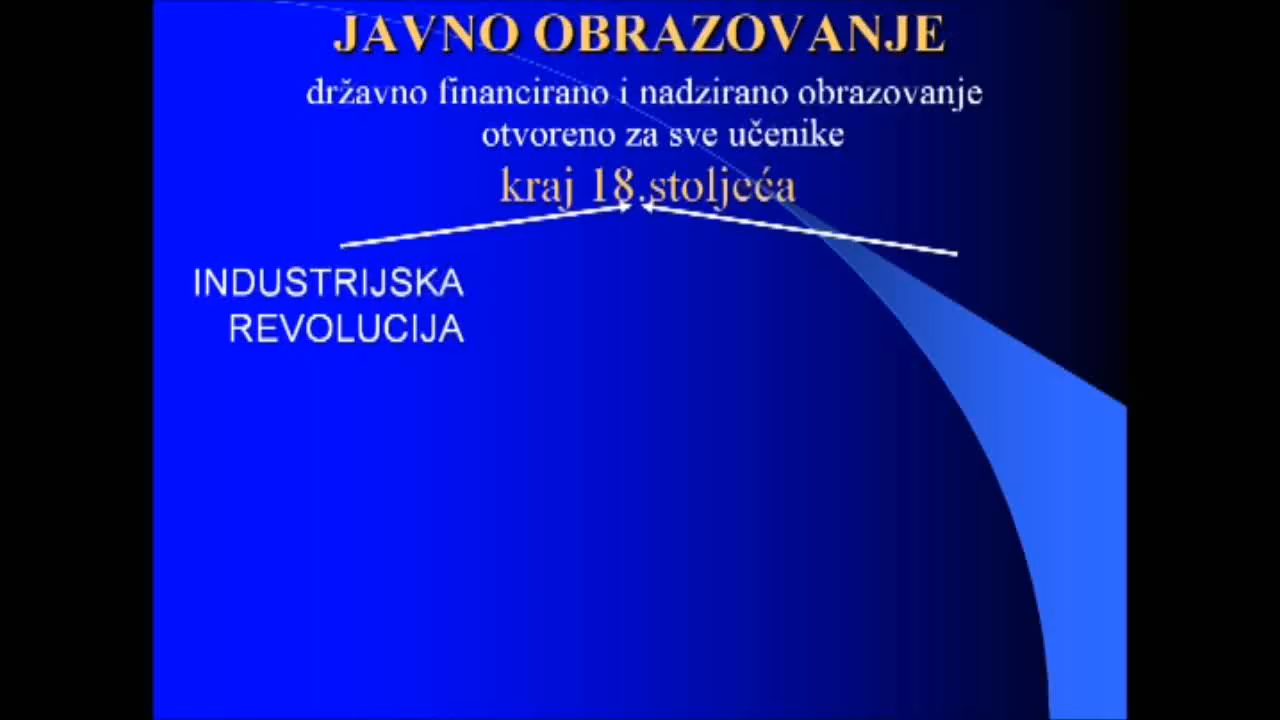 JAVNO OBRAZOVANJE
državno financirano i nadzirano obrazovanje
otvoreno za sve učenike
kraj 18.stoljeća
INDUSTRIJSKA
REVOLUCIJA